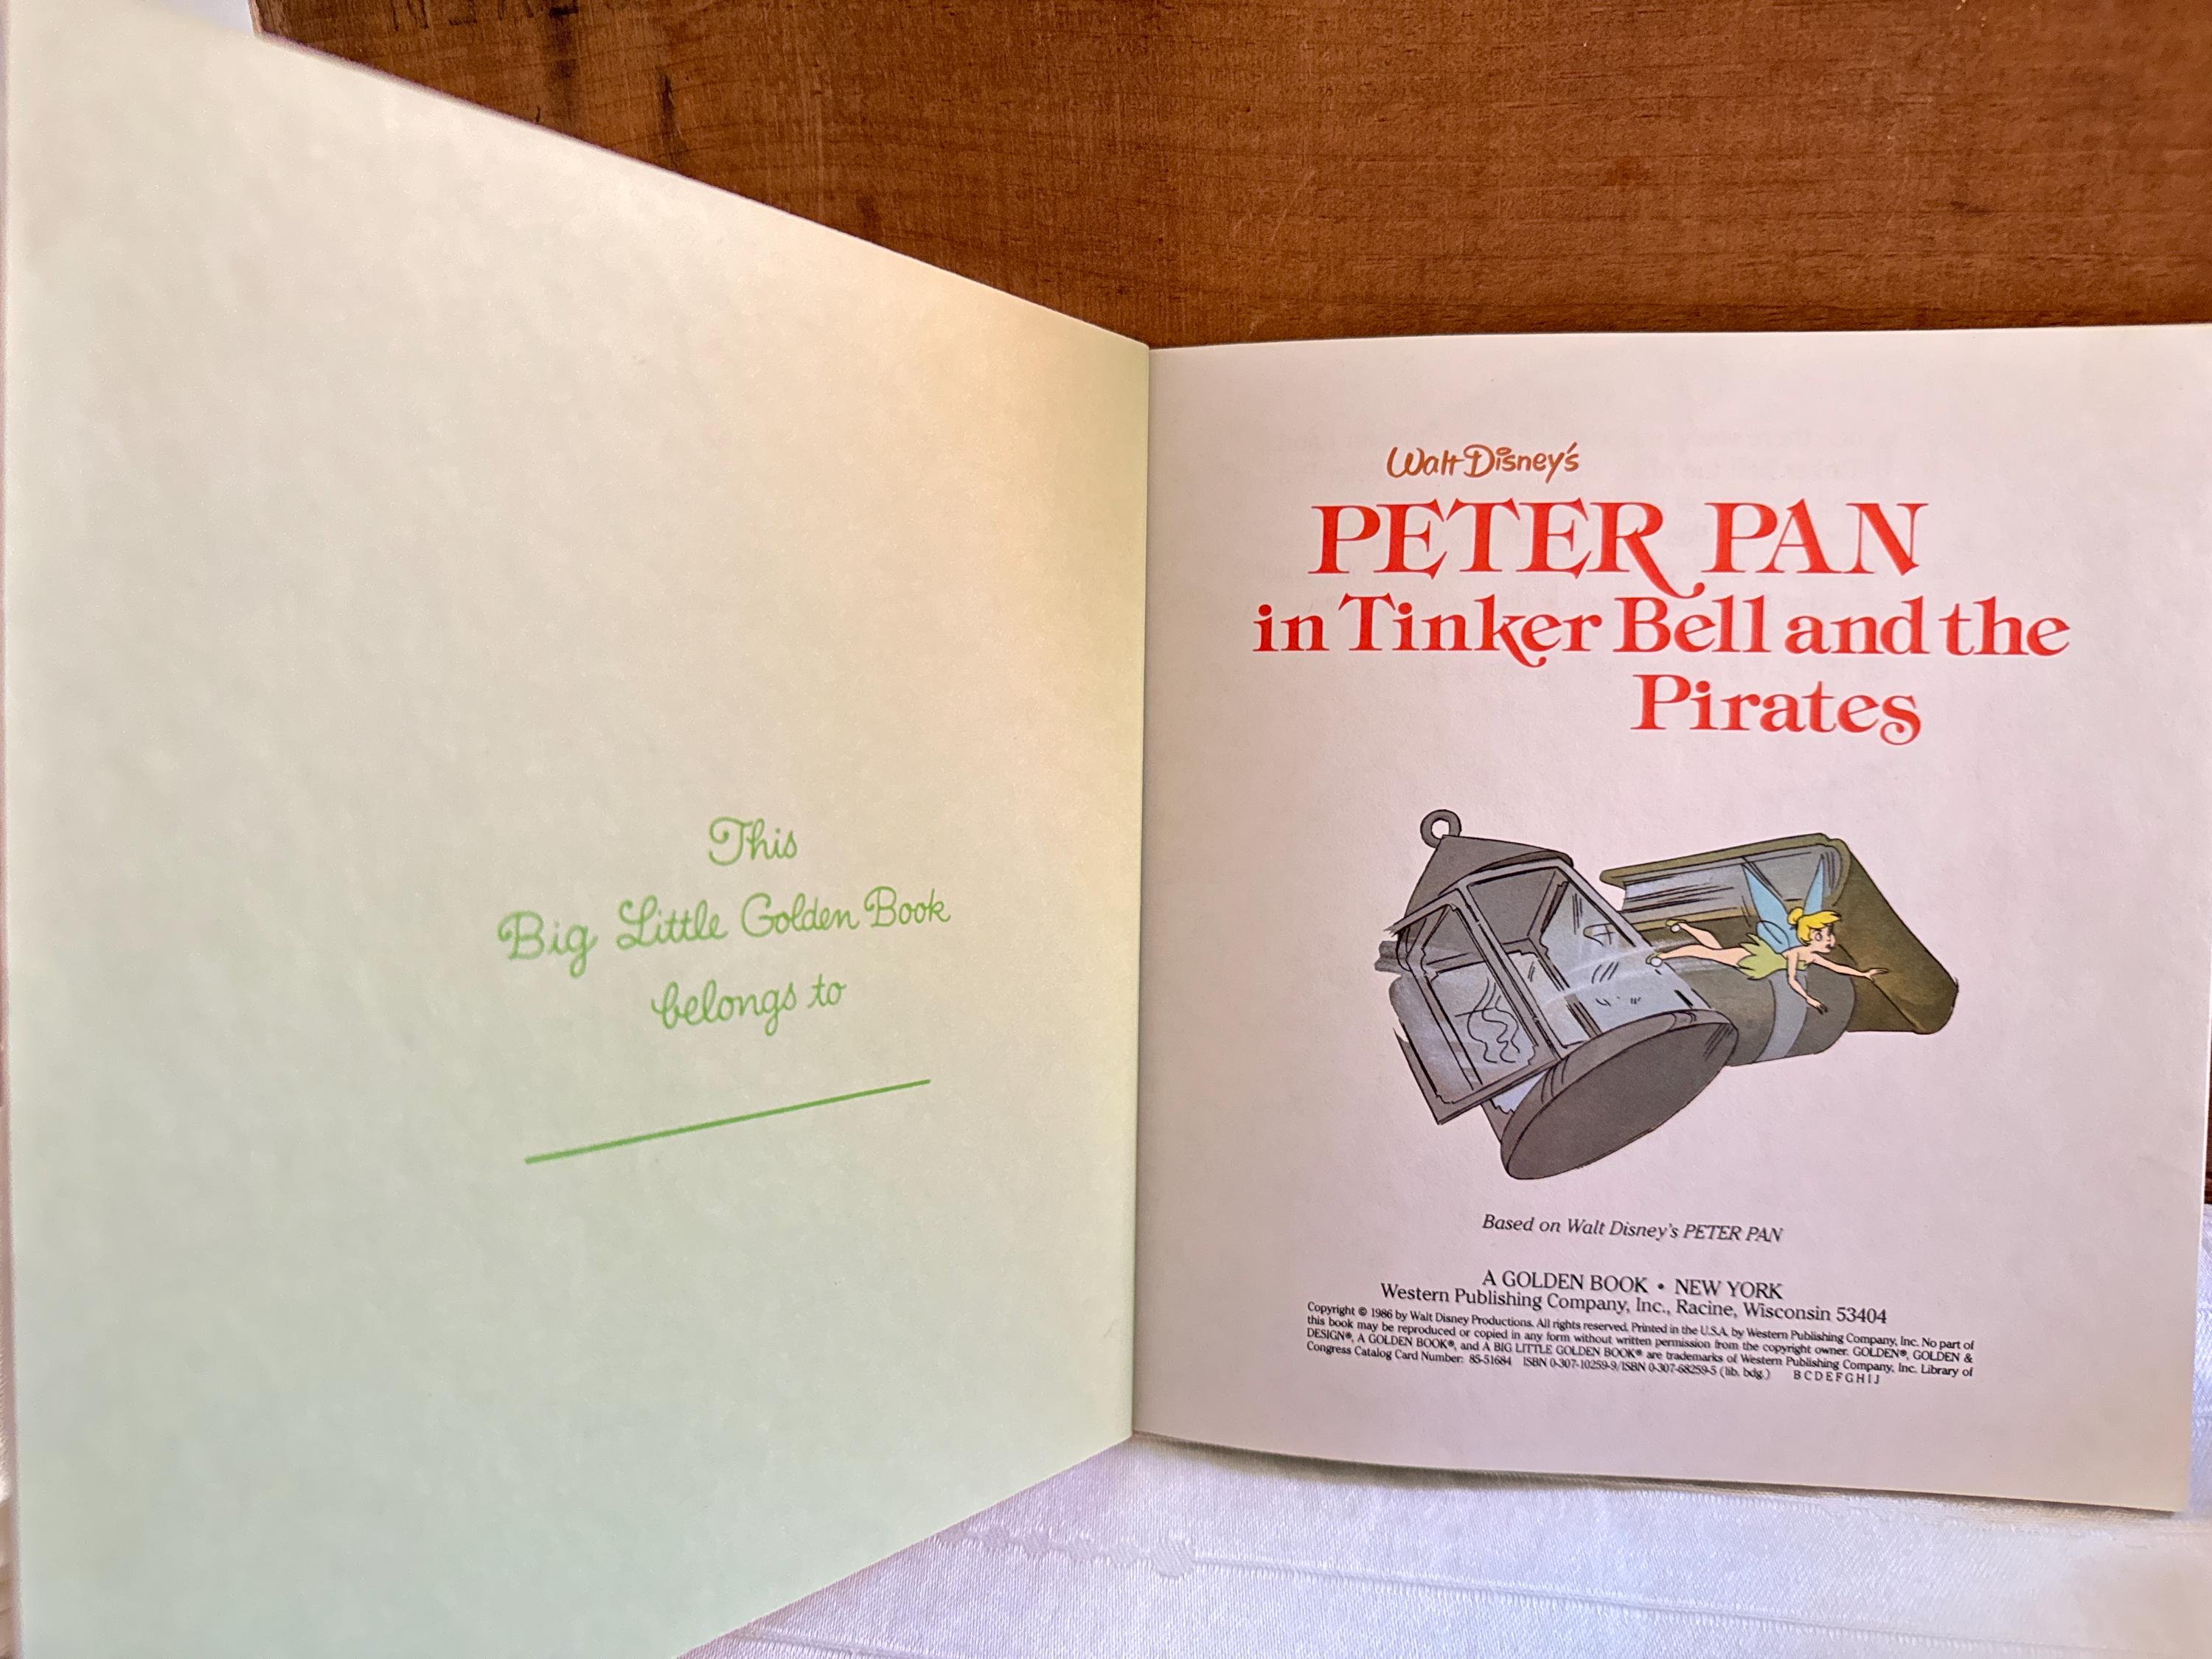 This
Big Little Golden Book
belongs to
Walt Disney's
PETER PAN
in Tinker Bell and the
Pirates
Based on Walt Disney's PETER PAN
A GOLDEN BOOK • NEW YORK
Western Publishing Company, Inc., Racine, Wisconsin 53404
Copyright © 1986 by Walt Disney Productions. All rights reserved. Printed in the U.S.A. by Western Publishing Company, Inc. No part of
this book may be reproduced or copied in any form without written permission from the copyright owner. GOLDEN®, GOLDEN &
DESIGN®, A GOLDEN BOOK®, and A BIG LITTLE GOLDEN BOOK® are trademarks of Western Publishing Company, Inc. Library of
Congress Catalog Card Number: 85-51684 ISBN 0-307-10259-9/ISBN 0-307-68259-5 (lib. bdg.) B C D E F G H I J